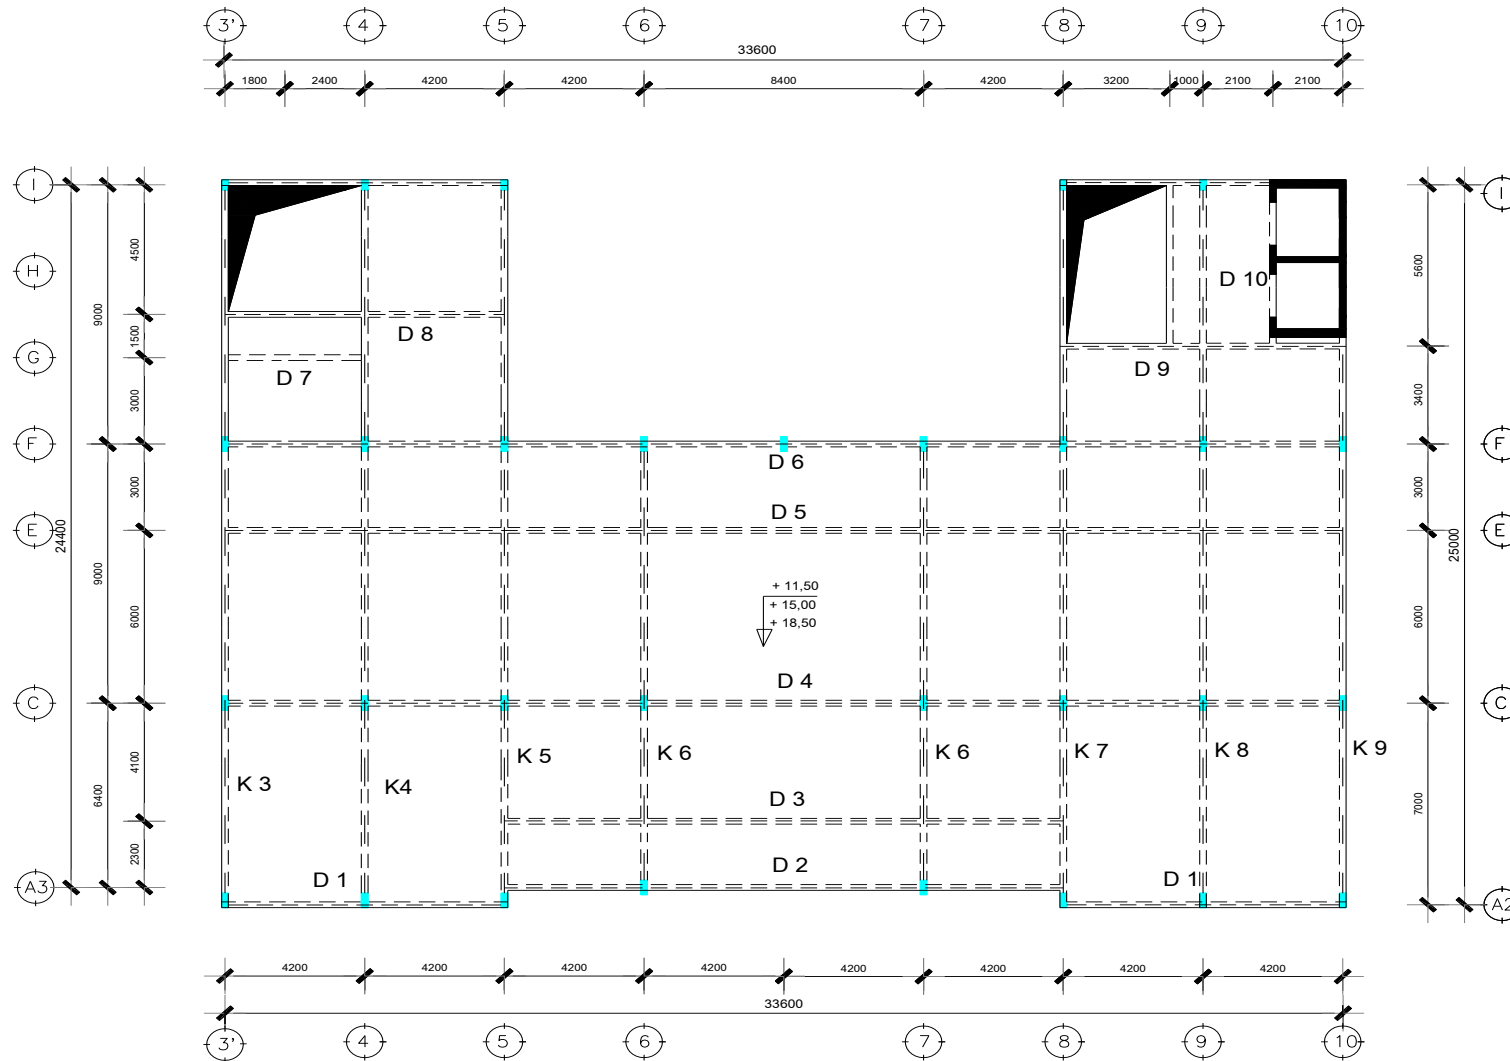 3' 4 5 6 7 8 9 10
33600
1800 2400 4200 4200 8400 4200 3200 1000 2100 2100
I I
4500 5600
H
D 10
9000
1500
D 8
G
D 9
D 7
3000 3400
F F
D 6
3000 3000
D 5
E E
24400 25000
9000
+ 11,50
+ 15,00
+ 18,50
6000 6000
D 4
C C
K 3 K4 K 5 K 6 K 6 K 7 K 8 K 9
4100
6400 7000
D 3
2300
D 2
D 1 D 1
A3 A2
4200 4200 4200 4200 4200 4200 4200 4200
33600
3' 4 5 6 7 8 9 10